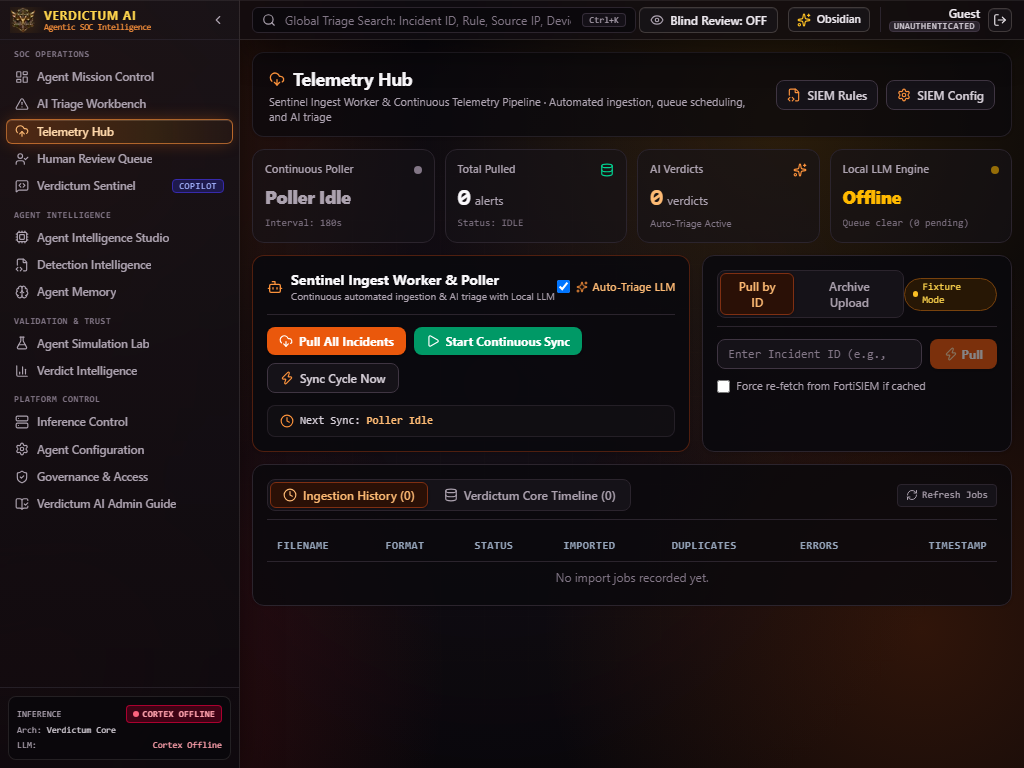 VERDICTUM AI
Agentic SOC Intelligence
SOC OPERATIONS
Agent Mission Control
AI Triage Workbench
Telemetry Hub
Human Review Queue
Verdictum Sentinel
COPILOT
AGENT INTELLIGENCE
Agent Intelligence Studio
Detection Intelligence
Agent Memory
VALIDATION & TRUST
Agent Simulation Lab
Verdict Intelligence
PLATFORM CONTROL
Inference Control
Agent Configuration
Governance & Access
Verdictum AI Admin Guide
INFERENCE
CORTEX OFFLINE
Arch: Verdictum Core
LLM: Cortex Offline
Global Triage Search: Incident ID, Rule, Source IP, Devi
Ctrl+K
Blind Review: OFF
Obsidian
Guest
UNAUTHENTICATED
Telemetry Hub
Sentinel Ingest Worker & Continuous Telemetry Pipeline · Automated ingestion, queue scheduling,
and AI triage
SIEM Rules
SIEM Config
Continuous Poller
Poller Idle
Interval: 180s
Total Pulled
0 alerts
Status: IDLE
AI Verdicts
0 verdicts
Auto-Triage Active
Local LLM Engine
Offline
Queue clear (0 pending)
Sentinel Ingest Worker & Poller
Continuous automated ingestion & AI triage with Local LLM
Auto-Triage LLM
Pull All Incidents
Start Continuous Sync
Sync Cycle Now
Next Sync: Poller Idle
Pull by
ID
Archive
Upload
Fixture
Mode
Enter Incident ID (e.g.,
Pull
Force re-fetch from FortiSIEM if cached
Ingestion History (0)
Verdictum Core Timeline (0)
Refresh Jobs
FILENAME FORMAT STATUS IMPORTED DUPLICATES ERRORS TIMESTAMP
No import jobs recorded yet.